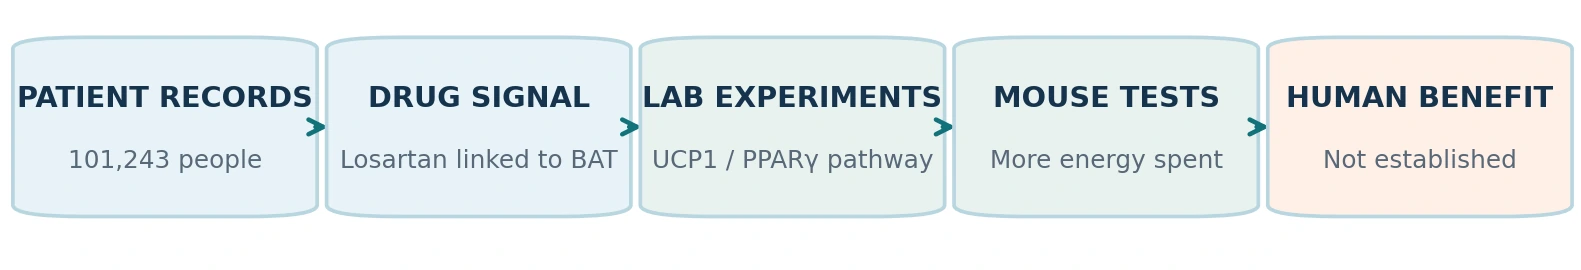 PATIENT RECORDS
101,243 people
DRUG SIGNAL
Losartan linked to BAT
LAB EXPERIMENTS
UCP1 / PPARγ pathway
MOUSE TESTS
More energy spent
HUMAN BENEFIT
Not established